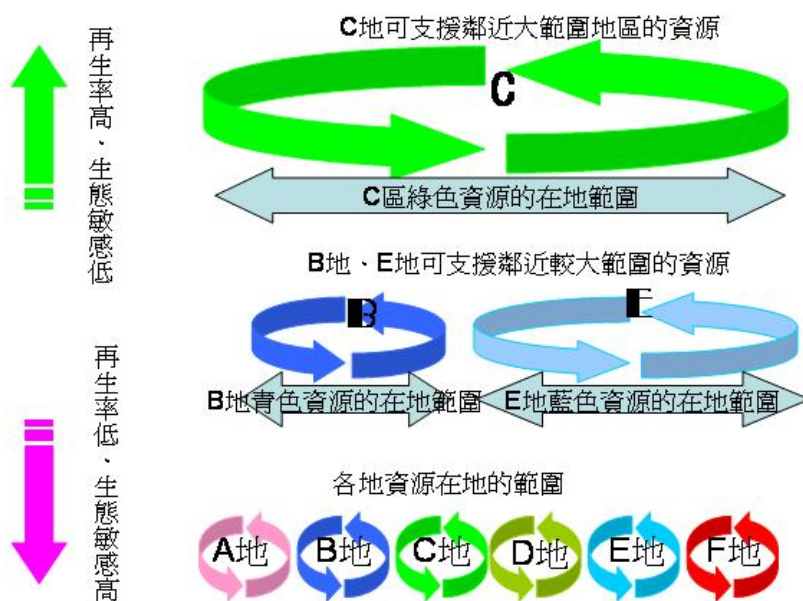 C地可支援鄰近大範圍地區的資源
再生率高、生態敏感低
C
C區綠色資源的在地範圍
B地、E地可支援鄰近較大範圍的資源
B
E
B地青色資源的在地範圍
E地藍色資源的在地範圍
再生率低、生態敏感高
各地資源在地的範圍
A地 B地 C地 D地 E地 F地